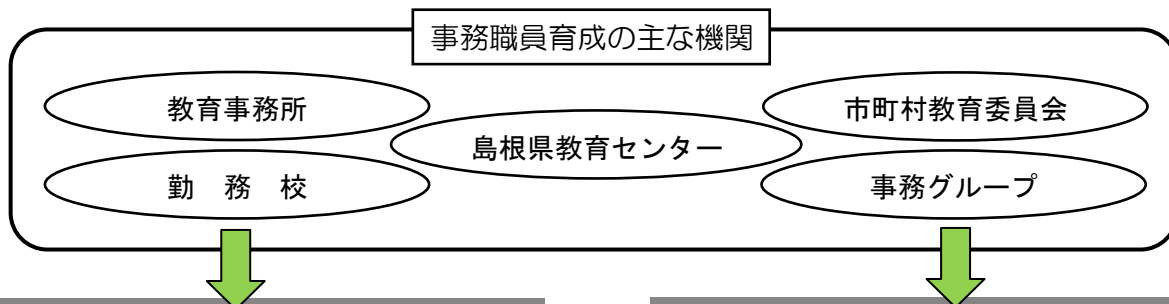 事務職員育成の主な機関
教育事務所
市町村教育委員会
島根県教育センター
勤　務　校
事務グループ